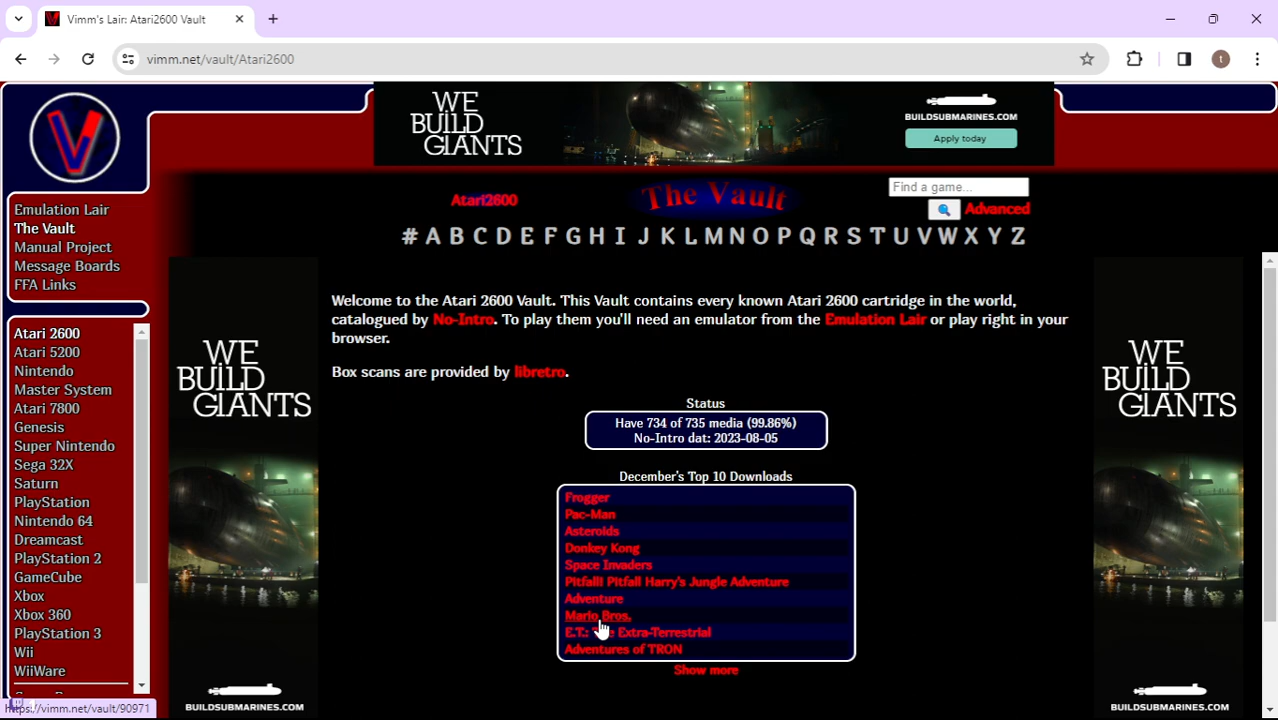 Vimm's Lair: Atari2600 Vault
vimm.net/vault/Atari2600
t
WE
BUILD
GIANTS
BUILDSUBMARINES.COM
Apply today
V
Emulation Lair
The Vault
Manual Project
Message Boards
FFA Links
Atari2600
The Vault
Find a game...
Advanced
# A B C D E F G H I J K L M N O P Q R S T U V W X Y Z
Atari 2600
Atari 5200
Nintendo
Master System
Atari 7800
Genesis
Super Nintendo
Sega 32X
Saturn
PlayStation
Nintendo 64
Dreamcast
PlayStation 2
GameCube
Xbox
Xbox 360
PlayStation 3
Wii
WiiWare
https://vimm.net/vault/90971
WE
BUILD
GIANTS
BUILDSUBMARINES.COM
Welcome to the Atari 2600 Vault. This Vault contains every known Atari 2600 cartridge in the world,
catalogued by No-Intro. To play them you'll need an emulator from the Emulation Lair or play right in your
browser.
Box scans are provided by libretro.
Status
Have 734 of 735 media (99.86%)
No-Intro dat: 2023-08-05
December's Top 10 Downloads
Frogger
Pac-Man
Asteroids
Donkey Kong
Space Invaders
Pitfall! Pitfall Harry's Jungle Adventure
Adventure
Mario Bros.
E.T.: The Extra-Terrestrial
Adventures of TRON
Show more
WE
BUILD
GIANTS
BUILDSUBMARINES.COM